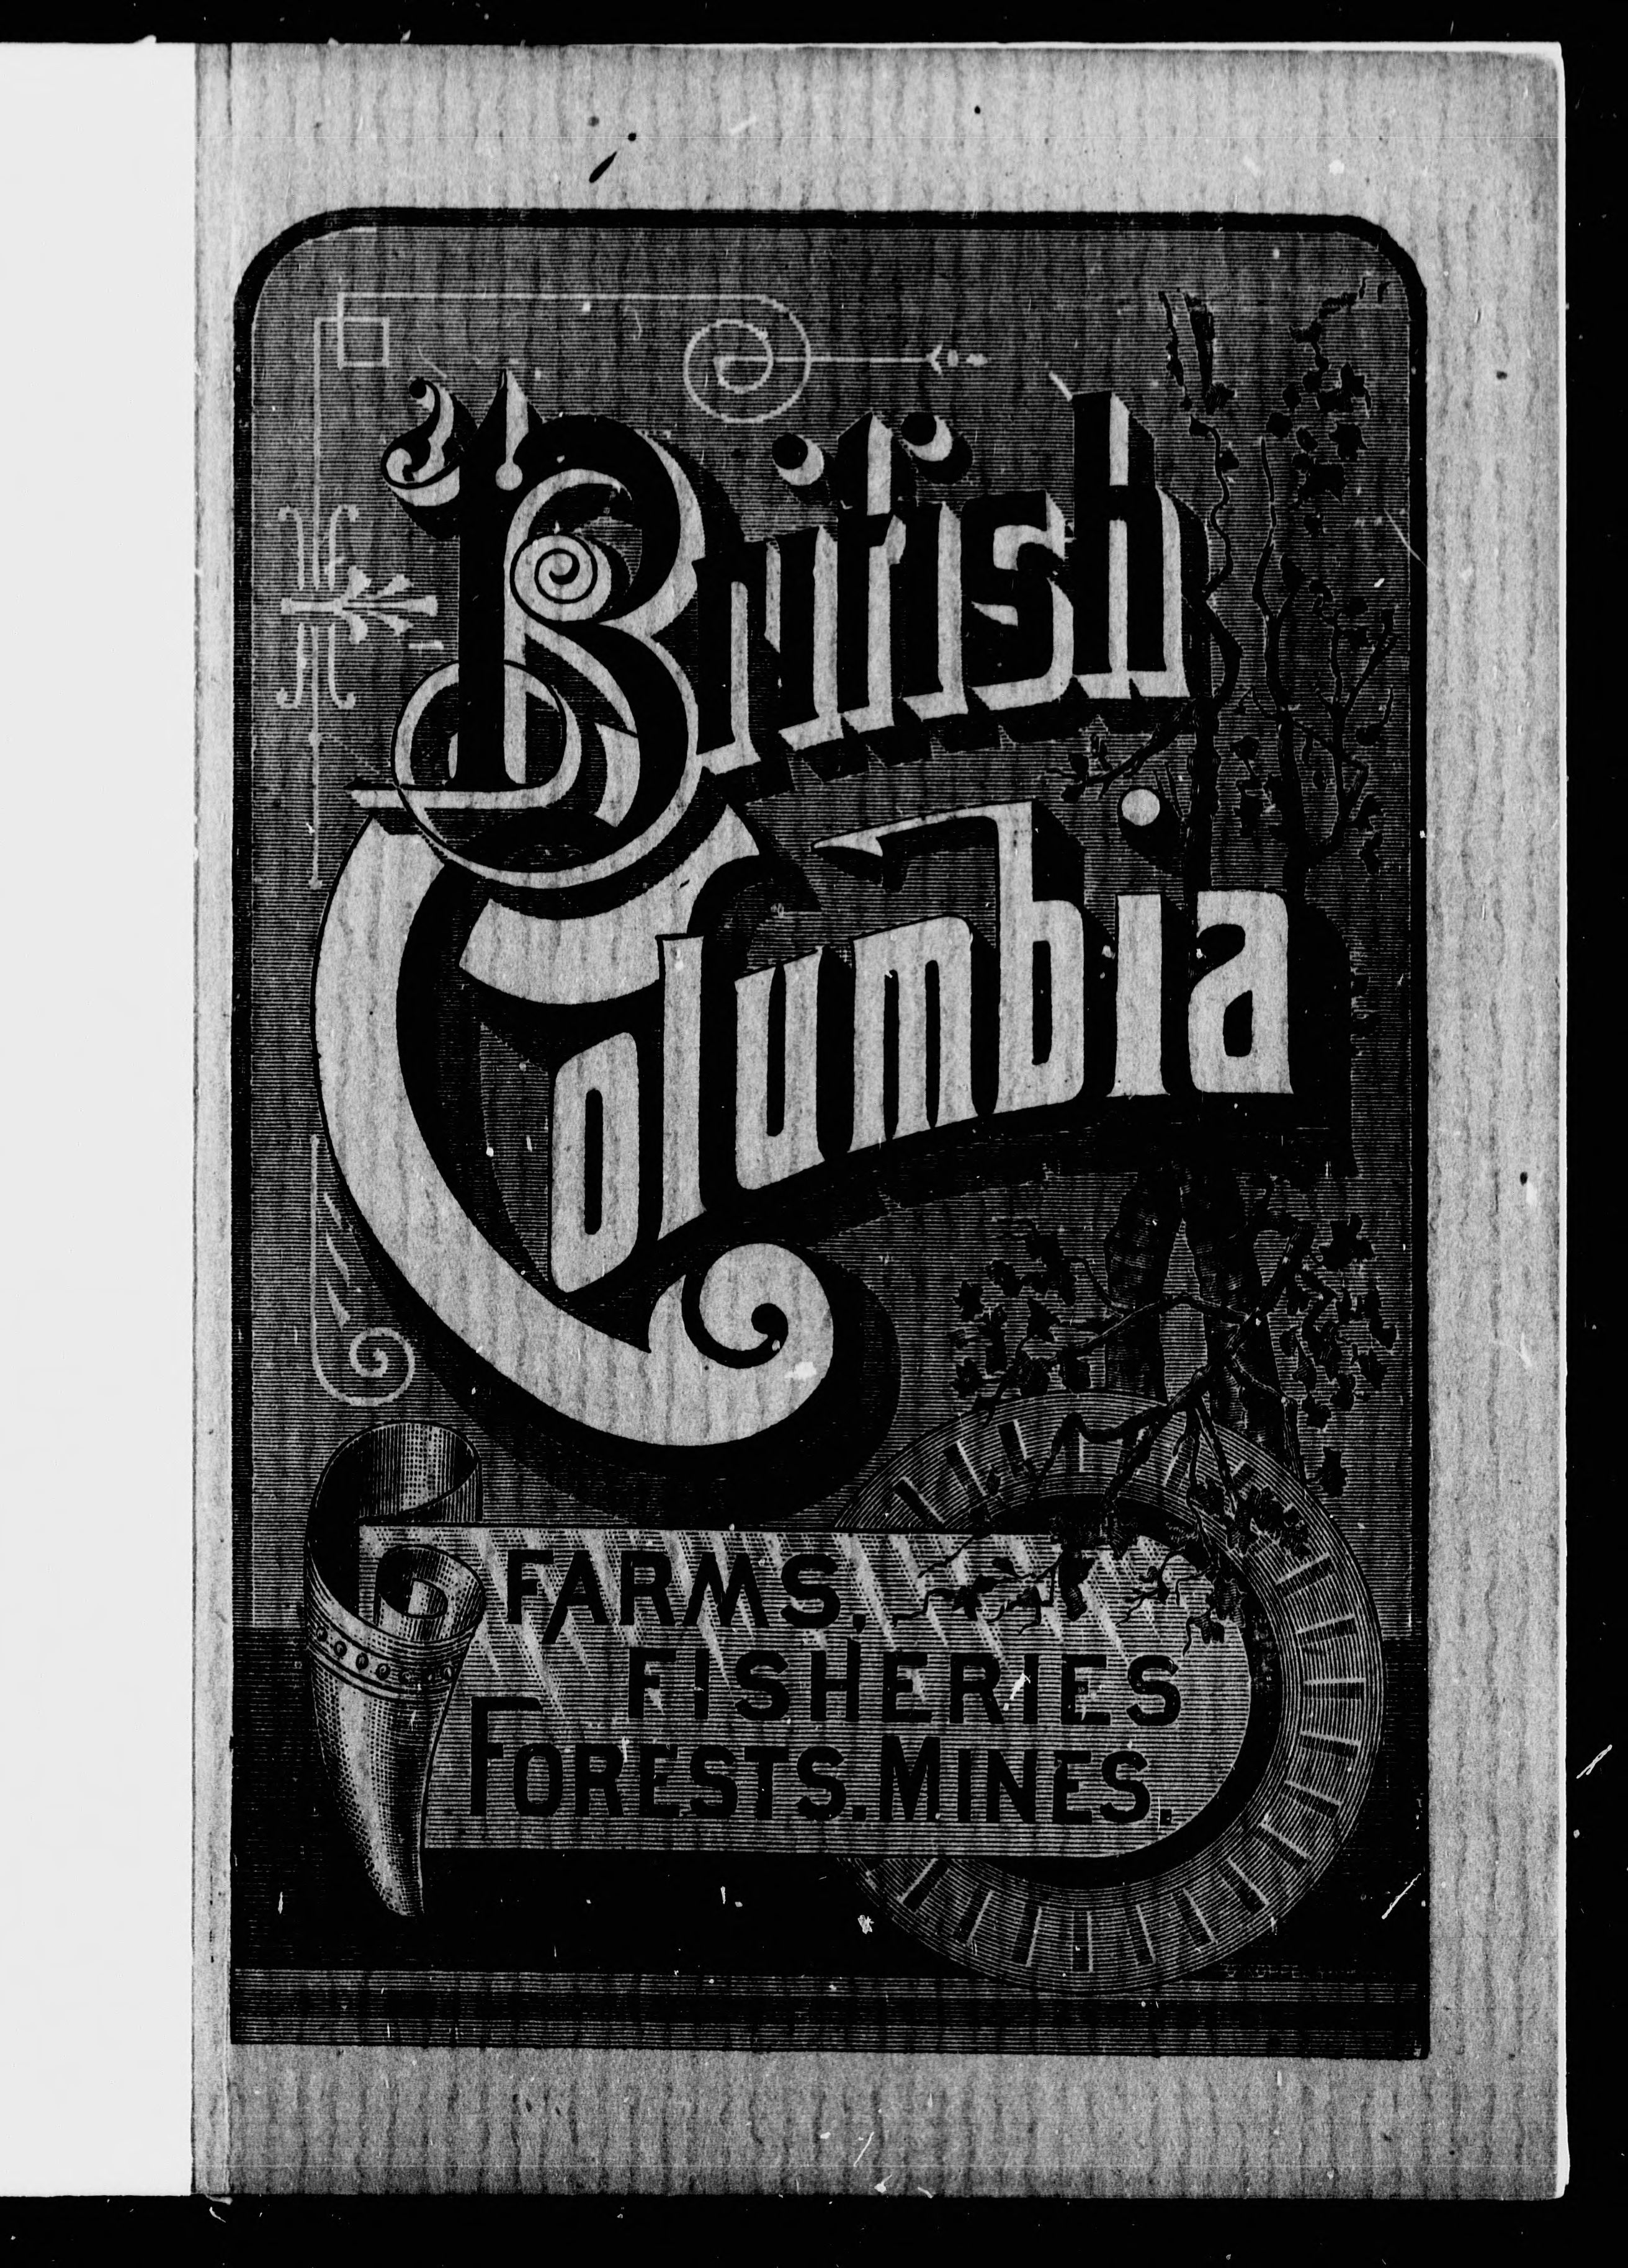 British
Columbia
FARMS.
FISHERIES
FORESTS. MINES.